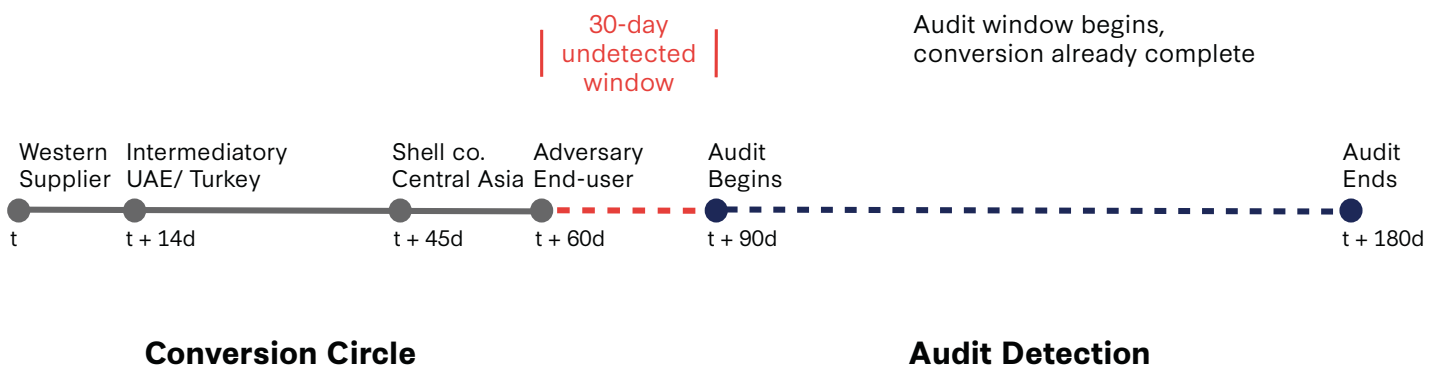 30-day
undetected
window
Audit window begins,
conversion already complete
Western
Supplier
Intermediatory
UAE/ Turkey
Shell co.
Central Asia
Adversary
End-user
Audit
Begins
Audit
Ends
t
t + 14d
t + 45d
t + 60d
t + 90d
t + 180d
Conversion Circle
Audit Detection